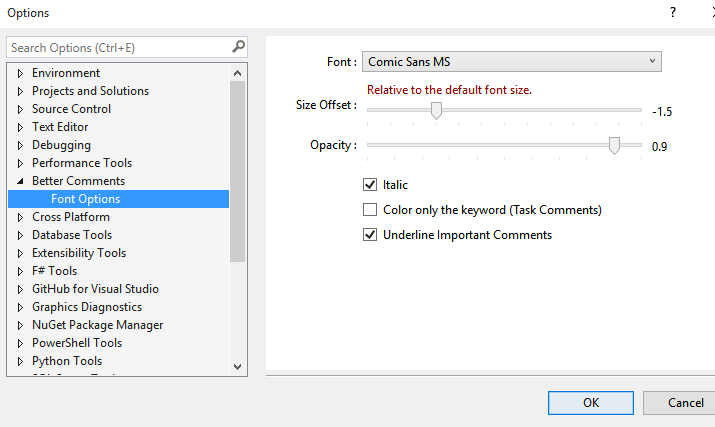 Options
?
Search Options (Ctrl+E)
Environment
Projects and Solutions
Source Control
Text Editor
Debugging
Performance Tools
Better Comments
Font Options
Cross Platform
Database Tools
Extensibility Tools
F# Tools
GitHub for Visual Studio
Graphics Diagnostics
NuGet Package Manager
PowerShell Tools
Python Tools
Font : Comic Sans MS
Relative to the default font size.
Size Offset : -1.5
Opacity : 0.9
Italic
Color only the keyword (Task Comments)
Underline Important Comments
OK Cancel